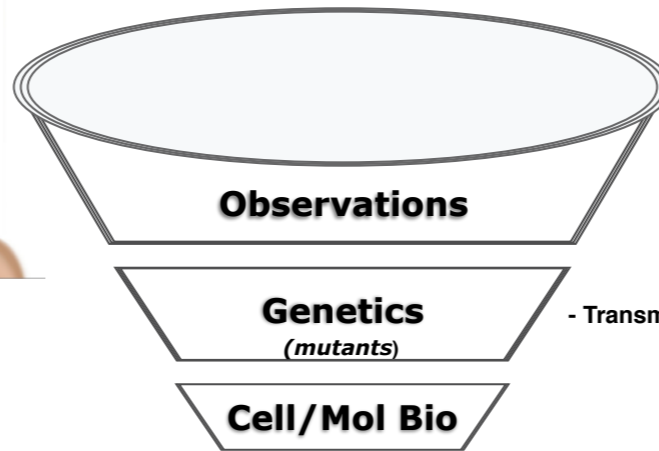 Observations
Genetics
(mutants)
- Transm
Cell/Mol Bio